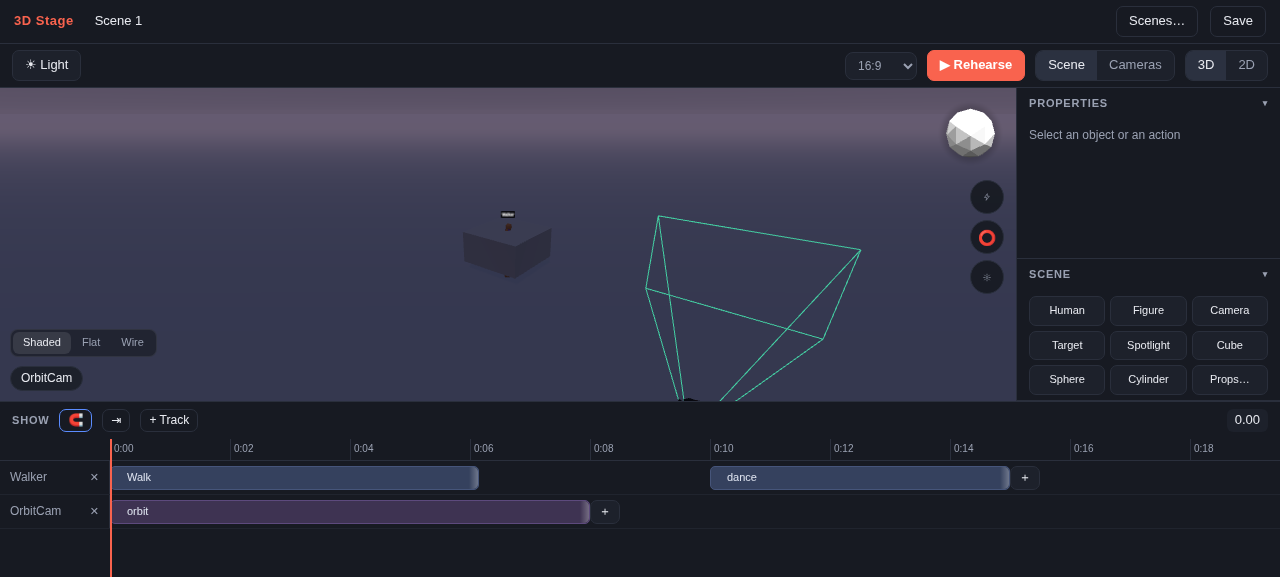 3D Stage Scene 1 Scenes… Save
☀ Light 16:9 ▶ Rehearse Scene Cameras 3D 2D
PROPERTIES
Select an object or an action
Walker
SCENE
Human Figure Camera
Target Spotlight Cube
Sphere Cylinder Props…
Shaded Flat Wire
OrbitCam
SHOW + Track 0.00
0:00 0:02 0:04 0:06 0:08 0:10 0:12 0:14 0:16 0:18
Walker × Walk dance +
OrbitCam × orbit +